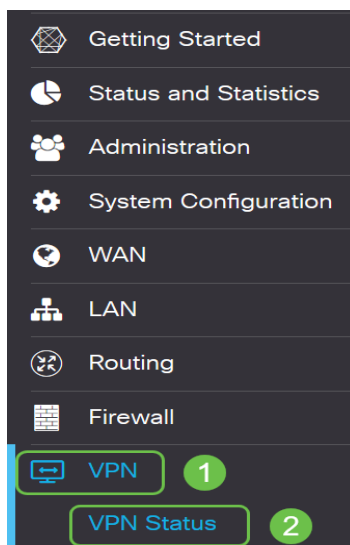 Getting Started
Status and Statistics
Administration
System Configuration
WAN
LAN
Routing
Firewall
VPN 1
VPN Status 2